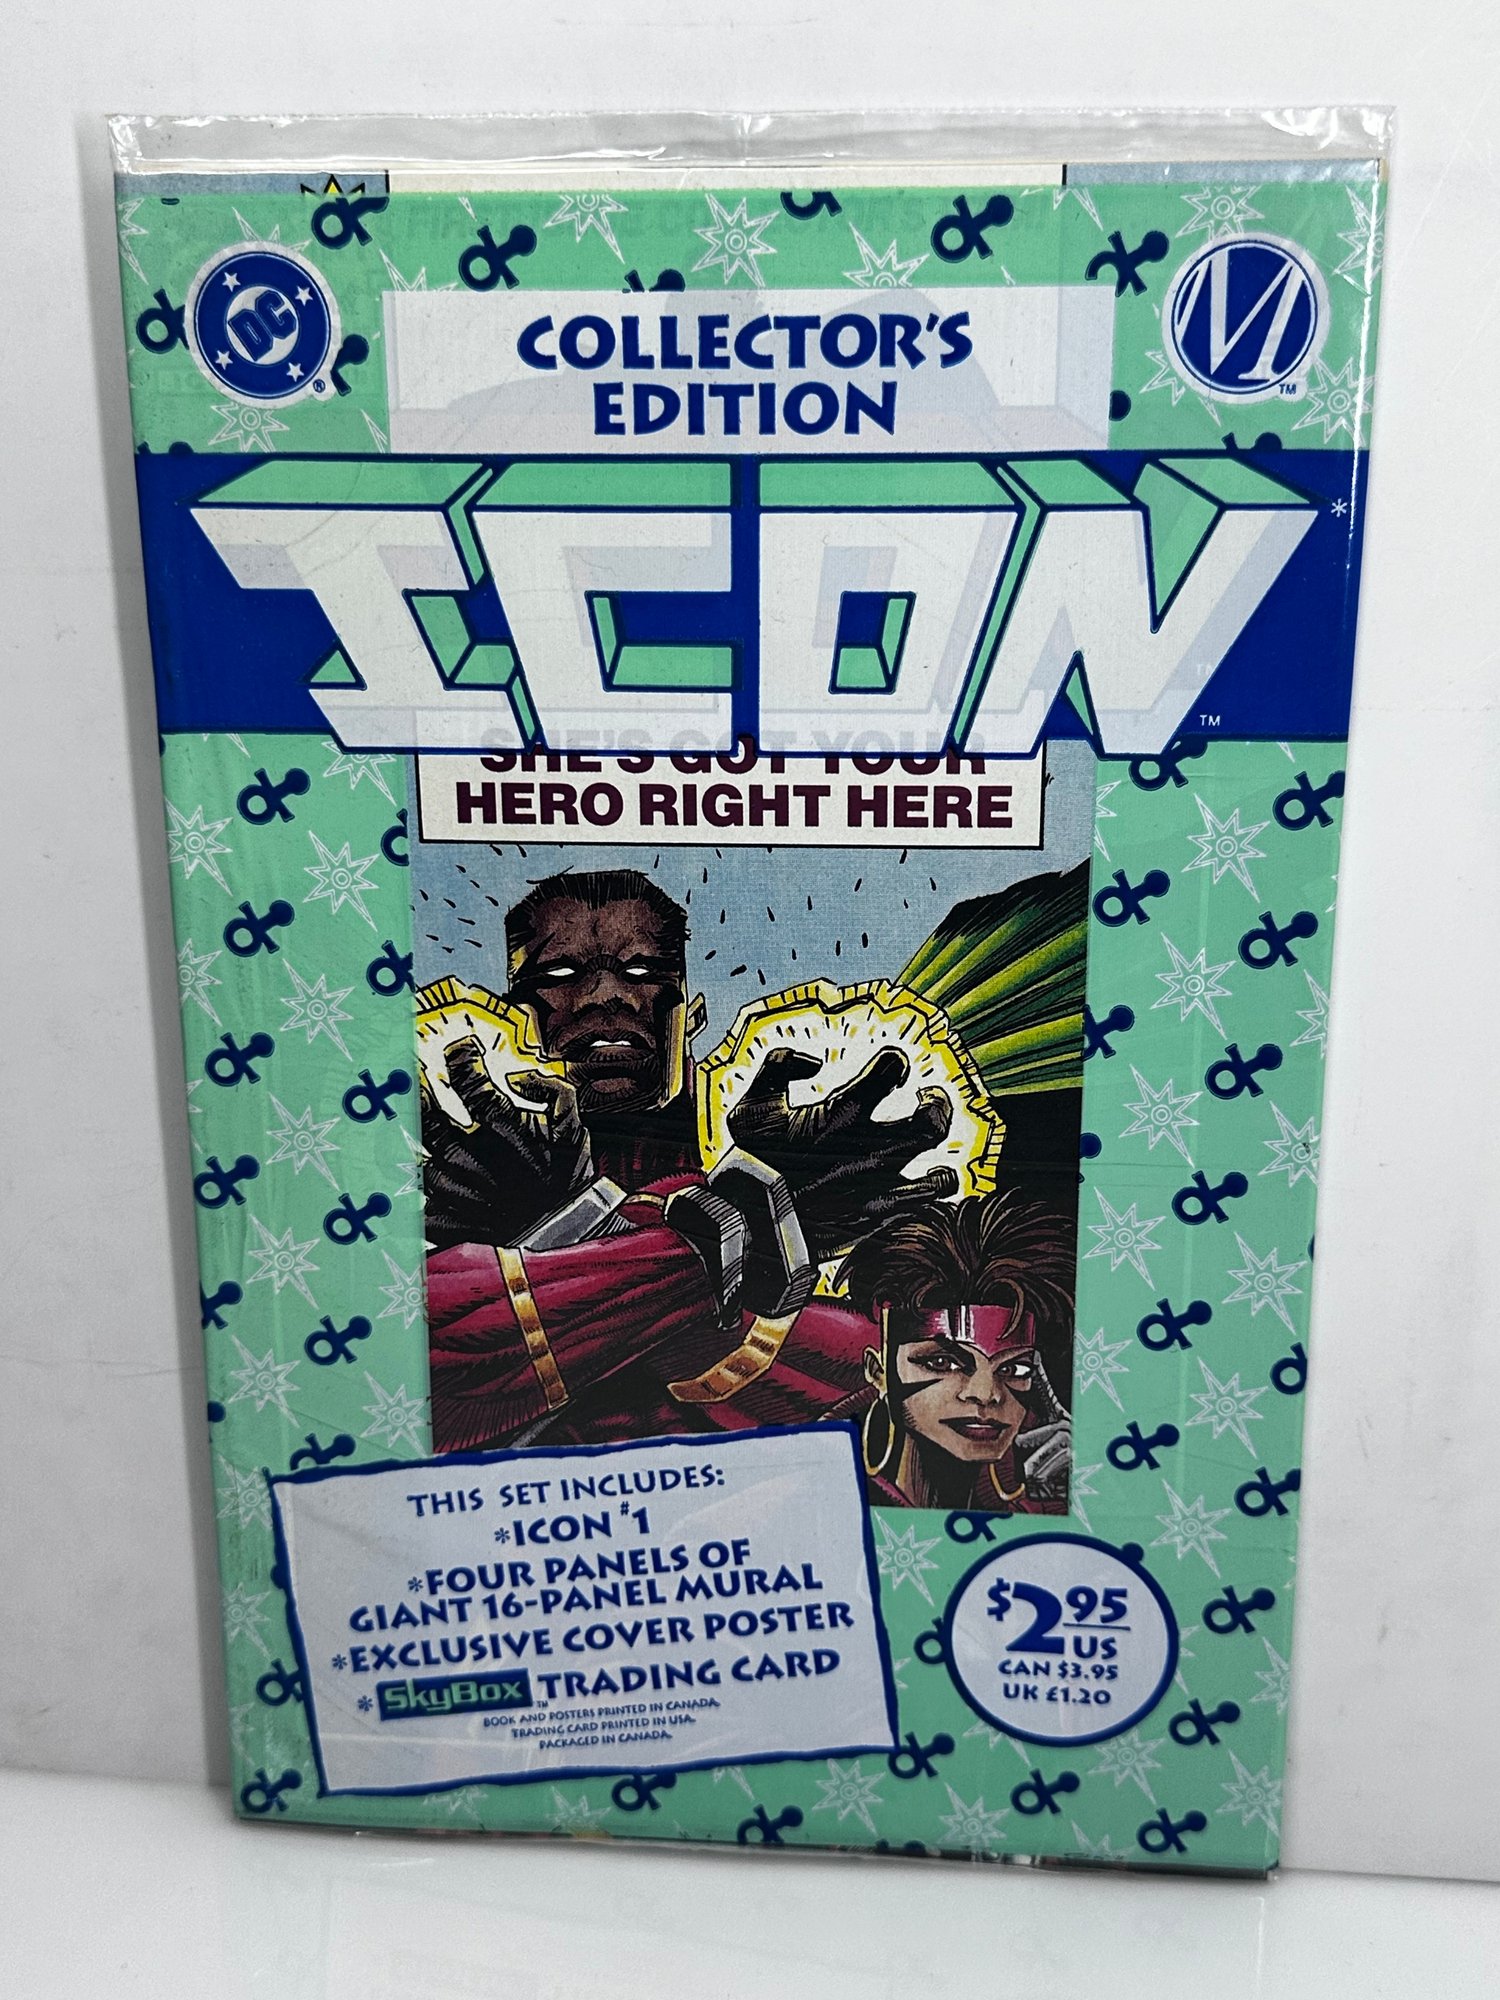 DC
®
M
TM
COLLECTOR'S
EDITION
ICON*
TM
SHE'S GOT YOUR
HERO RIGHT HERE
THIS SET INCLUDES:
*ICON #1
*FOUR PANELS OF
GIANT 16-PANEL MURAL
*EXCLUSIVE COVER POSTER
*SkyBox™ TRADING CARD
BOOK AND POSTERS PRINTED IN CANADA.
TRADING CARD PRINTED IN USA.
PACKAGED IN CANADA.
$2.95
US
CAN $3.95
UK £1.20